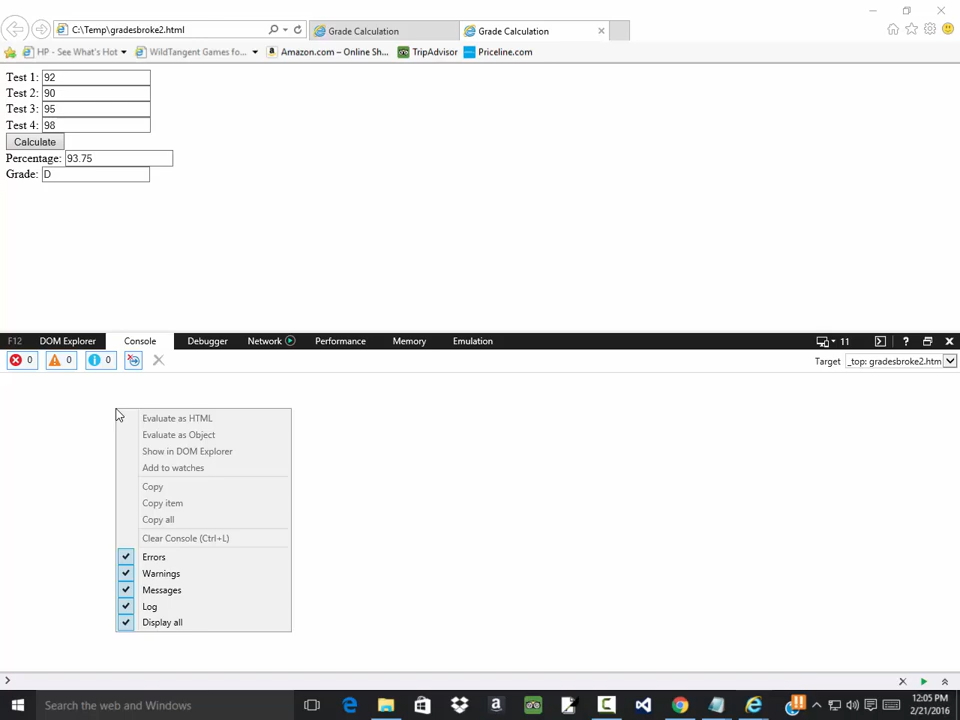 C:\Temp\gradesbroke2.html
Grade Calculation
Grade Calculation
HP - See What's Hot
WildTangent Games fo...
Amazon.com – Online Sh...
TripAdvisor
Priceline.com
Test 1: 92
Test 2: 90
Test 3: 95
Test 4: 98
Calculate
Percentage: 93.75
Grade: D
F12 DOM Explorer Console Debugger Network Performance Memory Emulation 11 ?
0 0 0 Target _top: gradesbroke2.htm
Evaluate as HTML
Evaluate as Object
Show in DOM Explorer
Add to watches
Copy
Copy item
Copy all
Clear Console (Ctrl+L)
Errors
Warnings
Messages
Log
Display all
Search the web and Windows
12:05 PM
2/21/2016